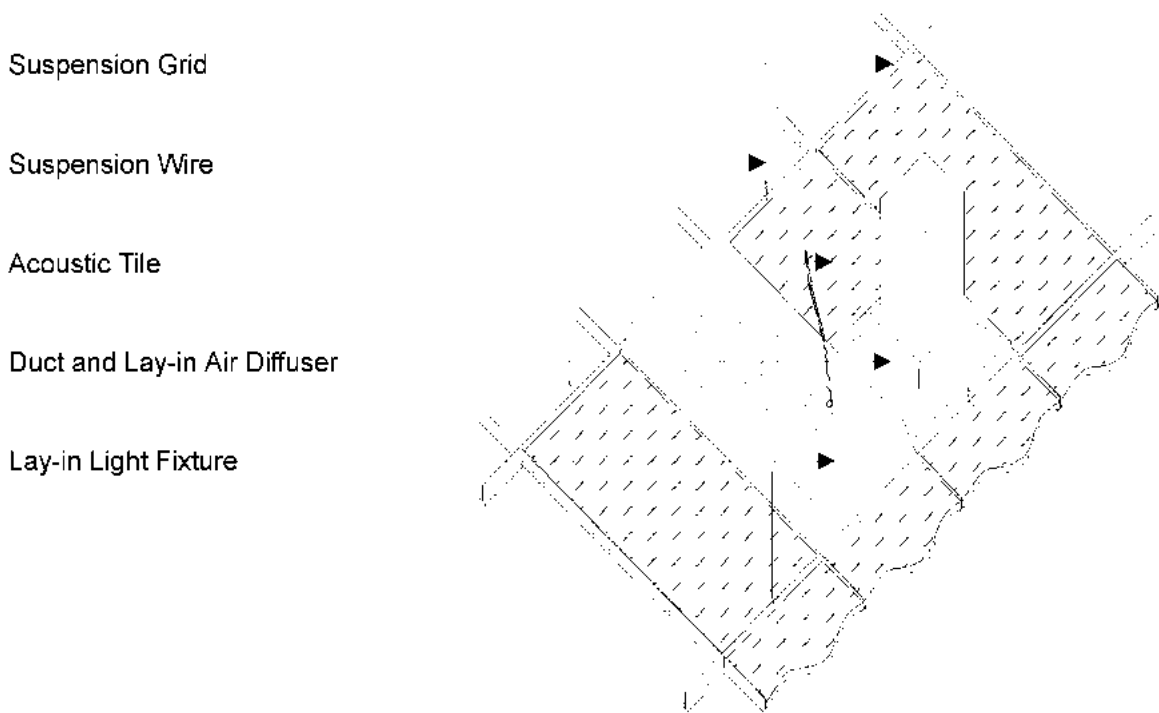 Suspension Grid
Suspension Wire
Acoustic Tile
Duct and Lay-in Air Diffuser
Lay-in Light Fixture